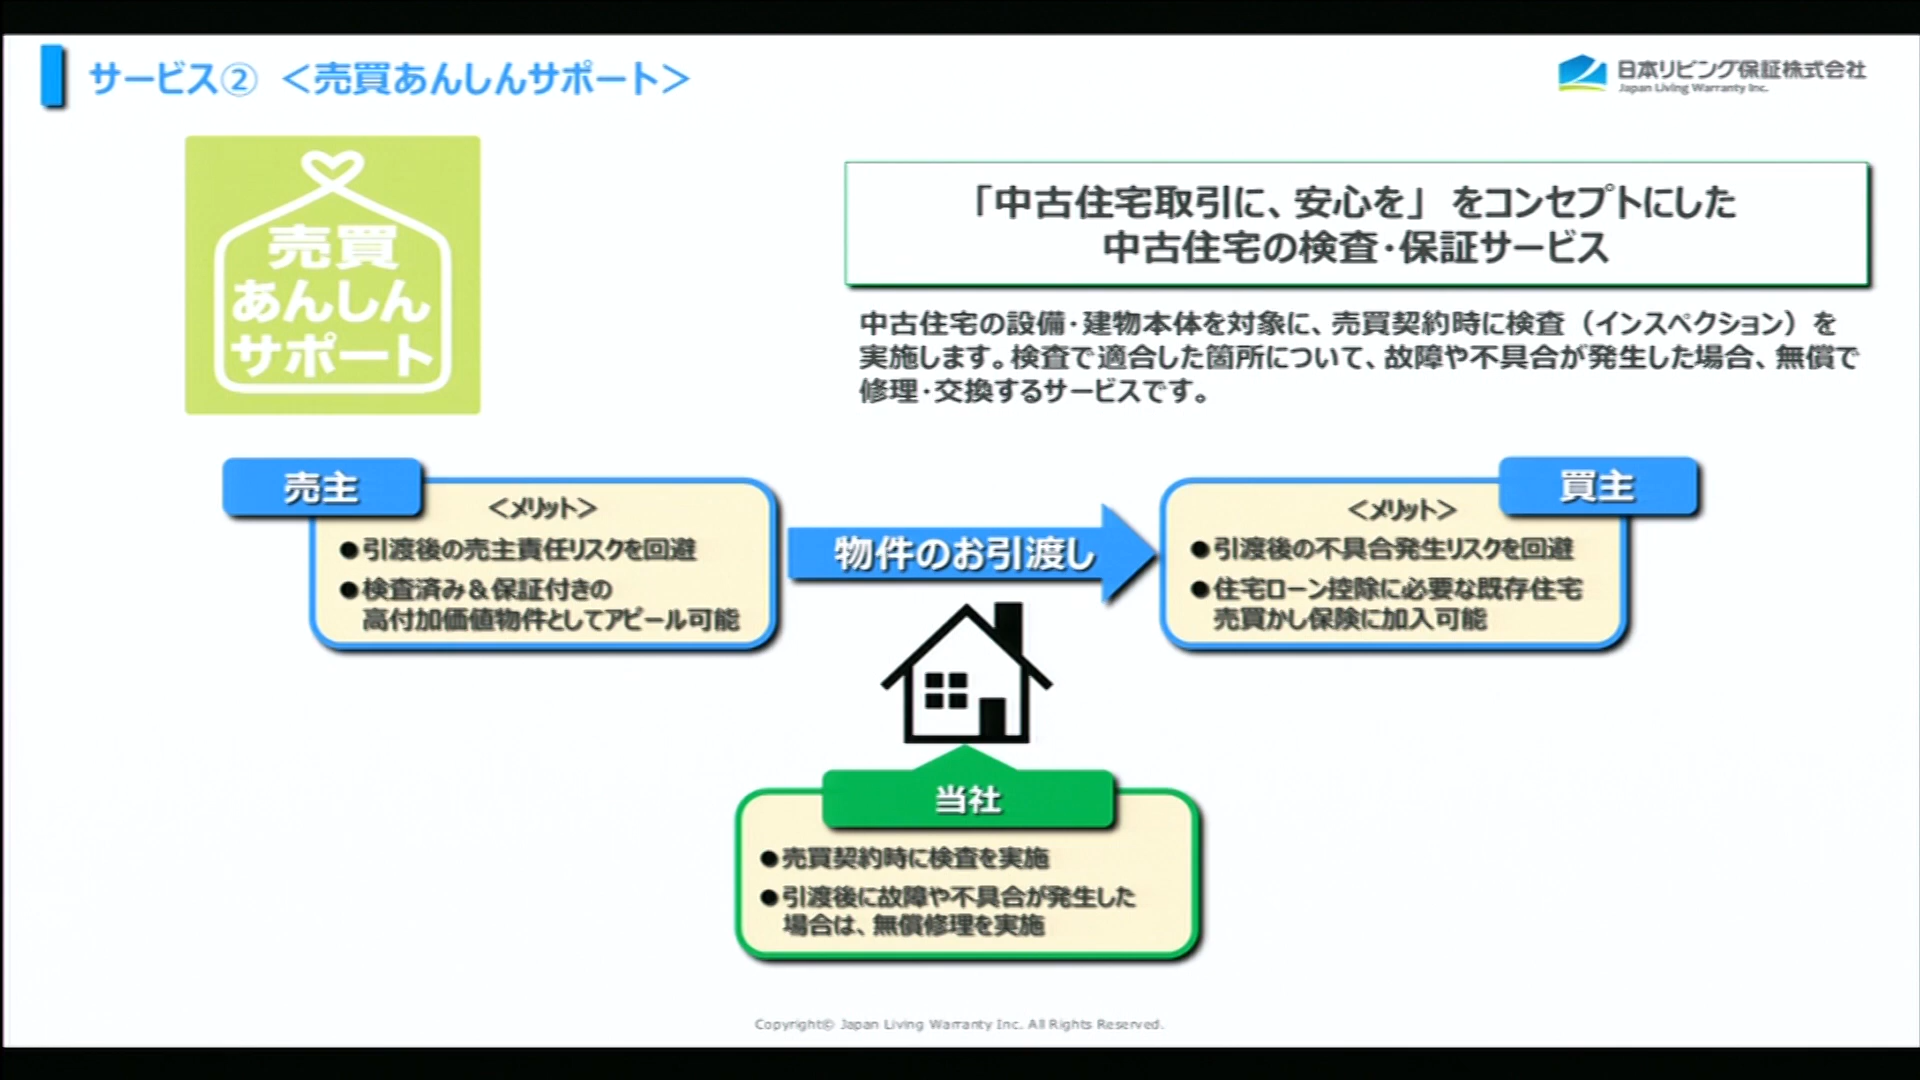 サービス② ＜売買あんしんサポート＞
日本リビング保証株式会社
Japan Living Warranty Inc.
売買
あんしん
サポート
「中古住宅取引に、安心を」をコンセプトにした
中古住宅の検査・保証サービス
中古住宅の設備・建物本体を対象に、売買契約時に検査（インスペクション）を
実施します。検査で適合した箇所について、故障や不具合が発生した場合、無償で
修理・交換するサービスです。
売主
＜メリット＞
●引渡後の売主責任リスクを回避
●検査済み＆保証付きの
高付加価値物件としてアピール可能
物件のお引渡し
買主
＜メリット＞
●引渡後の不具合発生リスクを回避
●住宅ローン控除に必要な既存住宅
売買かし保険に加入可能
当社
●売買契約時に検査を実施
●引渡後に故障や不具合が発生した
場合は、無償修理を実施
Copyright© Japan Living Warranty Inc. All Rights Reserved.